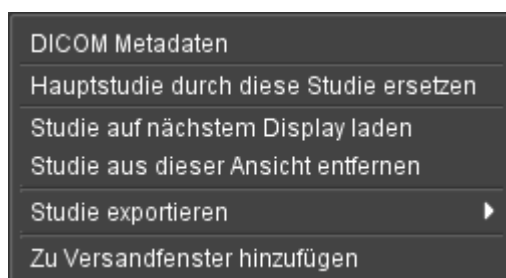 DICOM Metadaten
Hauptstudie durch diese Studie ersetzen
Studie auf nächstem Display laden
Studie aus dieser Ansicht entfernen
Studie exportieren
Zu Versandfenster hinzufügen